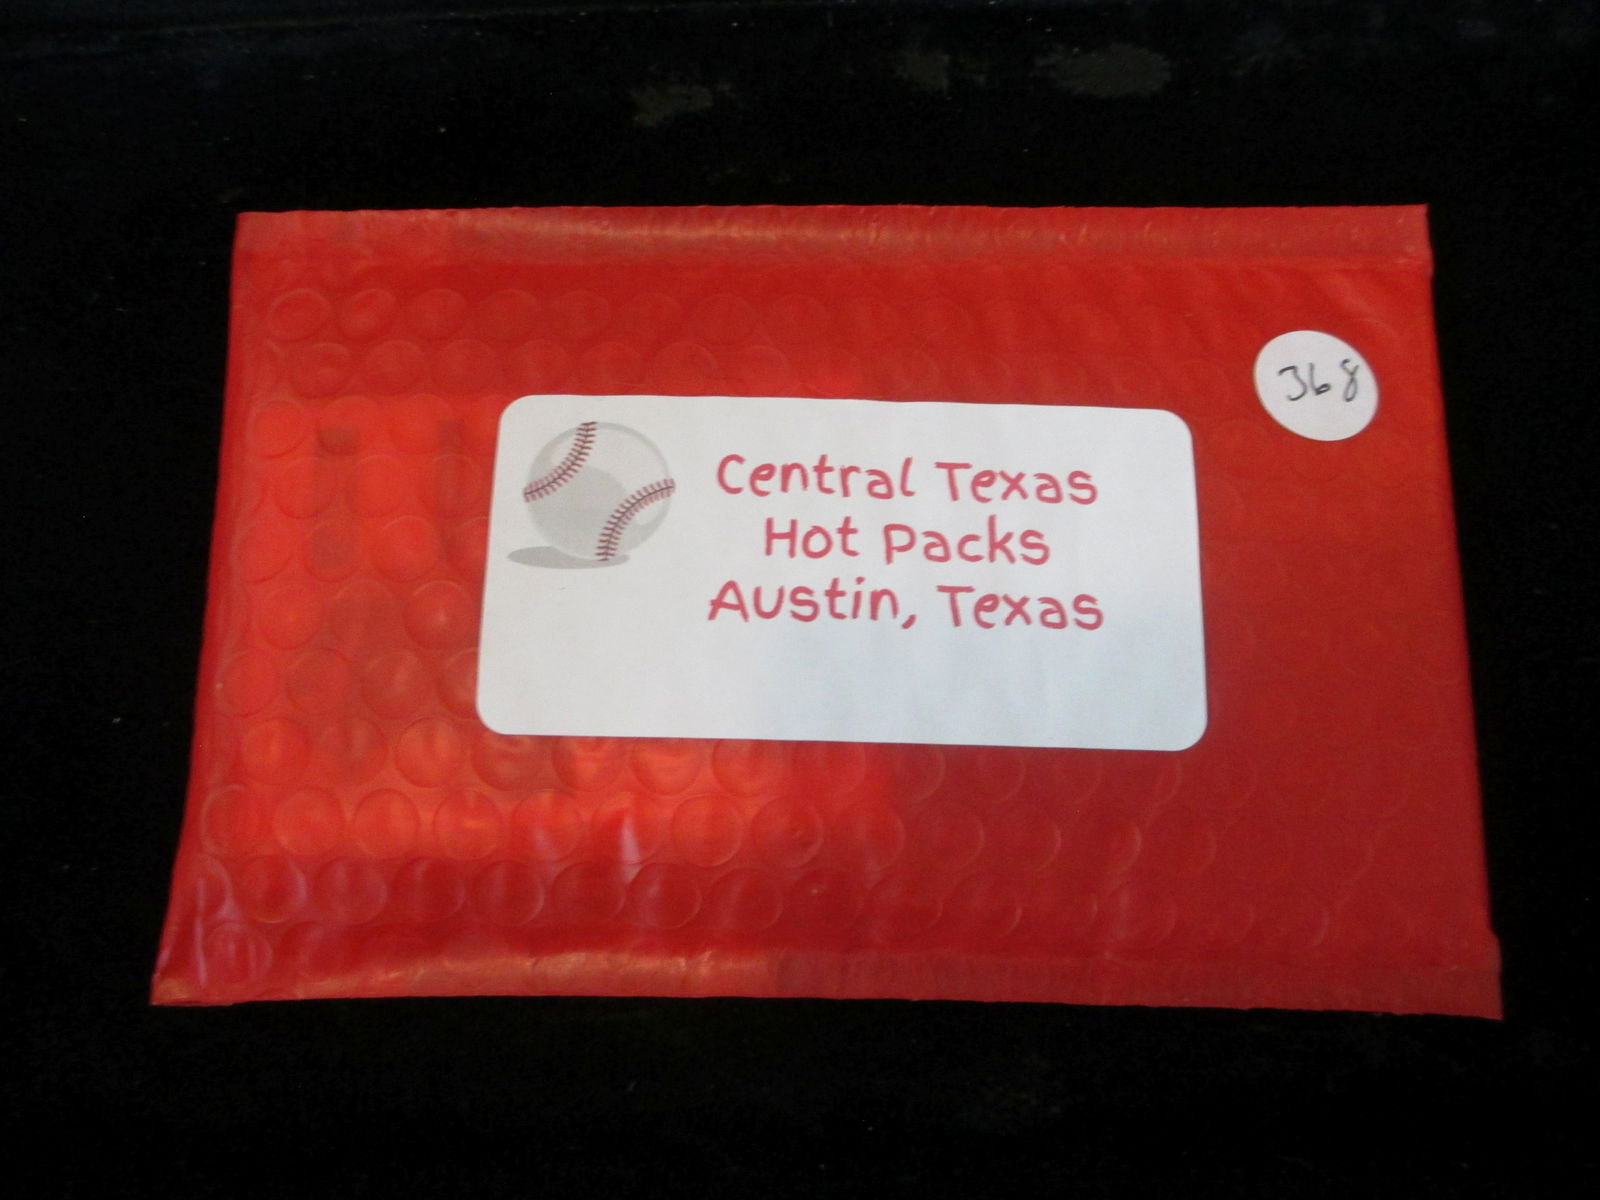 368
Central Texas
Hot Packs
Austin, Texas